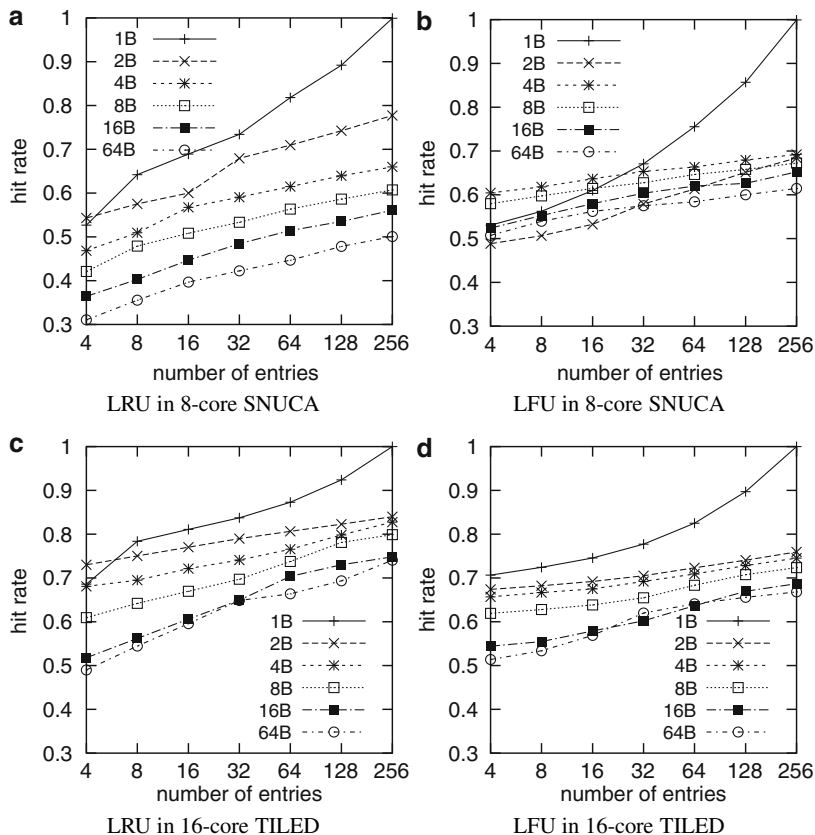 a
1
0.9
0.8
0.7
0.6
0.5
0.4
0.3
hit rate
1B
2B
4B
8B
16B
64B
4 8 16 32 64 128 256
number of entries
LRU in 8-core SNUCA
b
1
0.9
0.8
0.7
0.6
0.5
0.4
0.3
hit rate
1B
2B
4B
8B
16B
64B
4 8 16 32 64 128 256
number of entries
LFU in 8-core SNUCA
c
1
0.9
0.8
0.7
0.6
0.5
0.4
0.3
hit rate
1B
2B
4B
8B
16B
64B
4 8 16 32 64 128 256
number of entries
LRU in 16-core TILED
d
1
0.9
0.8
0.7
0.6
0.5
0.4
0.3
hit rate
1B
2B
4B
8B
16B
64B
4 8 16 32 64 128 256
number of entries
LFU in 16-core TILED